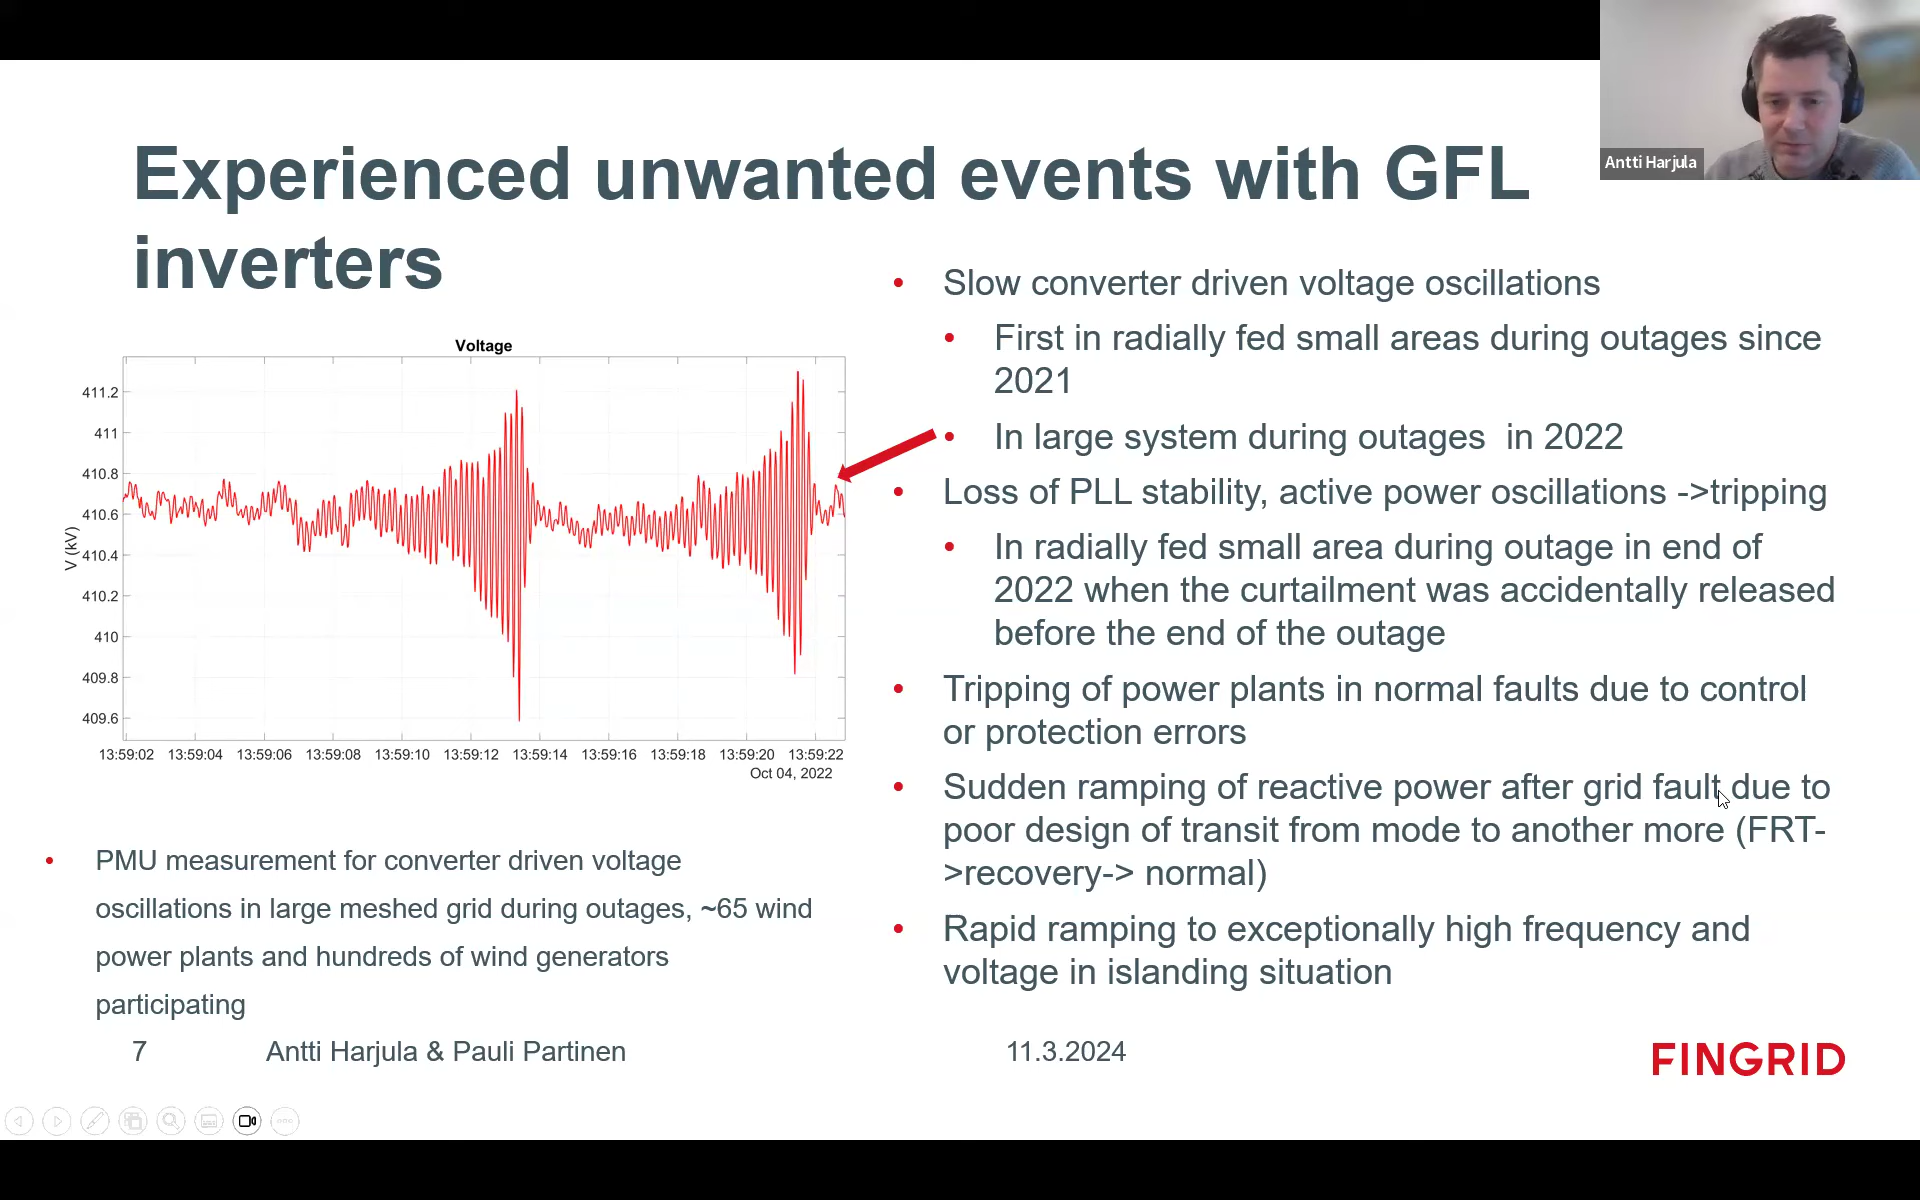 Antti Harjula
Experienced unwanted events with GFL
inverters
Voltage
411.2
411
410.8
410.6
410.4
410.2
410
409.8
409.6
V (kV)
13:59:02 13:59:04 13:59:06 13:59:08 13:59:10 13:59:12 13:59:14 13:59:16 13:59:18 13:59:20 13:59:22
Oct 04, 2022
• PMU measurement for converter driven voltage
oscillations in large meshed grid during outages, ~65 wind
power plants and hundreds of wind generators
participating
• Slow converter driven voltage oscillations
• First in radially fed small areas during outages since
2021
• In large system during outages in 2022
• Loss of PLL stability, active power oscillations ->tripping
• In radially fed small area during outage in end of
2022 when the curtailment was accidentally released
before the end of the outage
• Tripping of power plants in normal faults due to control
or protection errors
• Sudden ramping of reactive power after grid fault due to
poor design of transit from mode to another more (FRT-
>recovery-> normal)
• Rapid ramping to exceptionally high frequency and
voltage in islanding situation
7 Antti Harjula & Pauli Partinen 11.3.2024
FINGRID